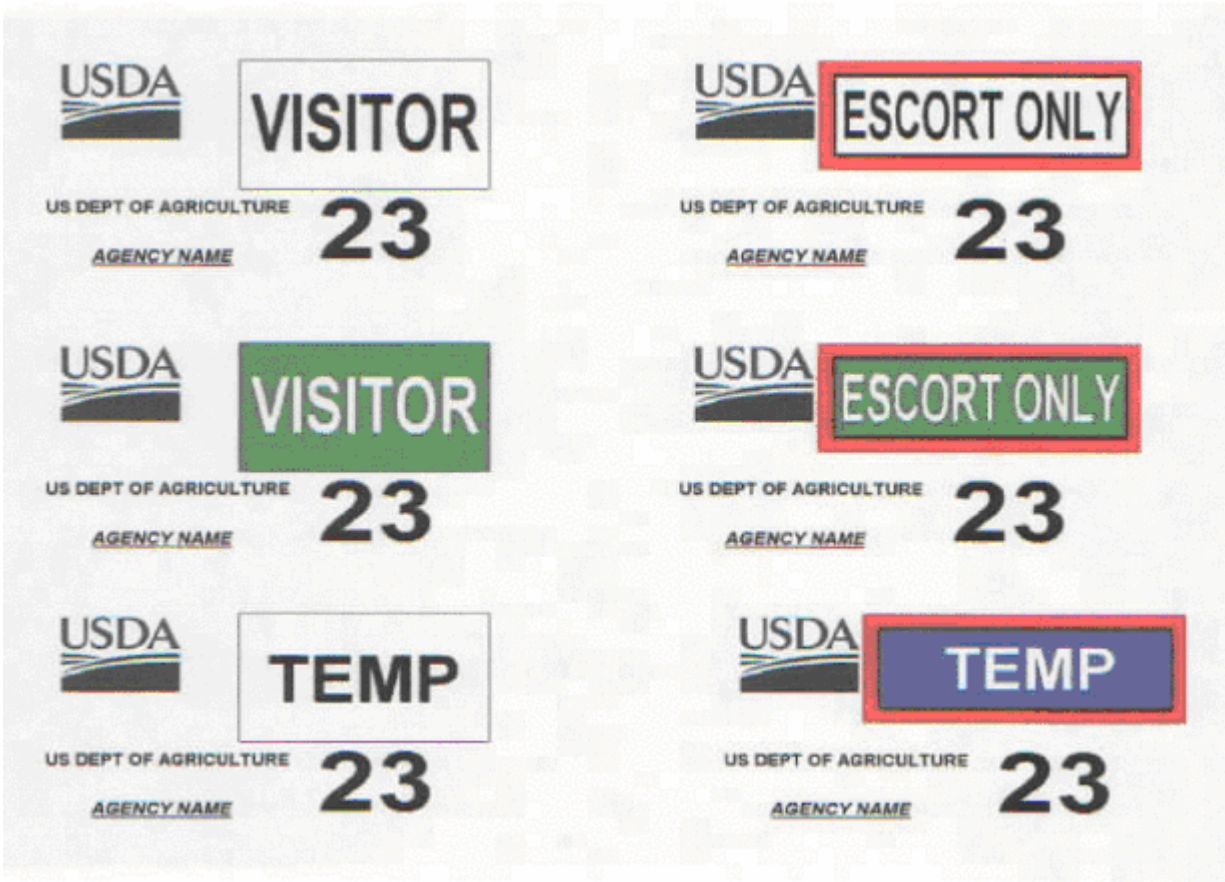 USDA
VISITOR
US DEPT OF AGRICULTURE
23
AGENCY NAME
USDA
ESCORT ONLY
US DEPT OF AGRICULTURE
23
AGENCY NAME
USDA
VISITOR
US DEPT OF AGRICULTURE
23
AGENCY NAME
USDA
ESCORT ONLY
US DEPT OF AGRICULTURE
23
AGENCY NAME
USDA
TEMP
US DEPT OF AGRICULTURE
23
AGENCY NAME
USDA
TEMP
US DEPT OF AGRICULTURE
23
AGENCY NAME